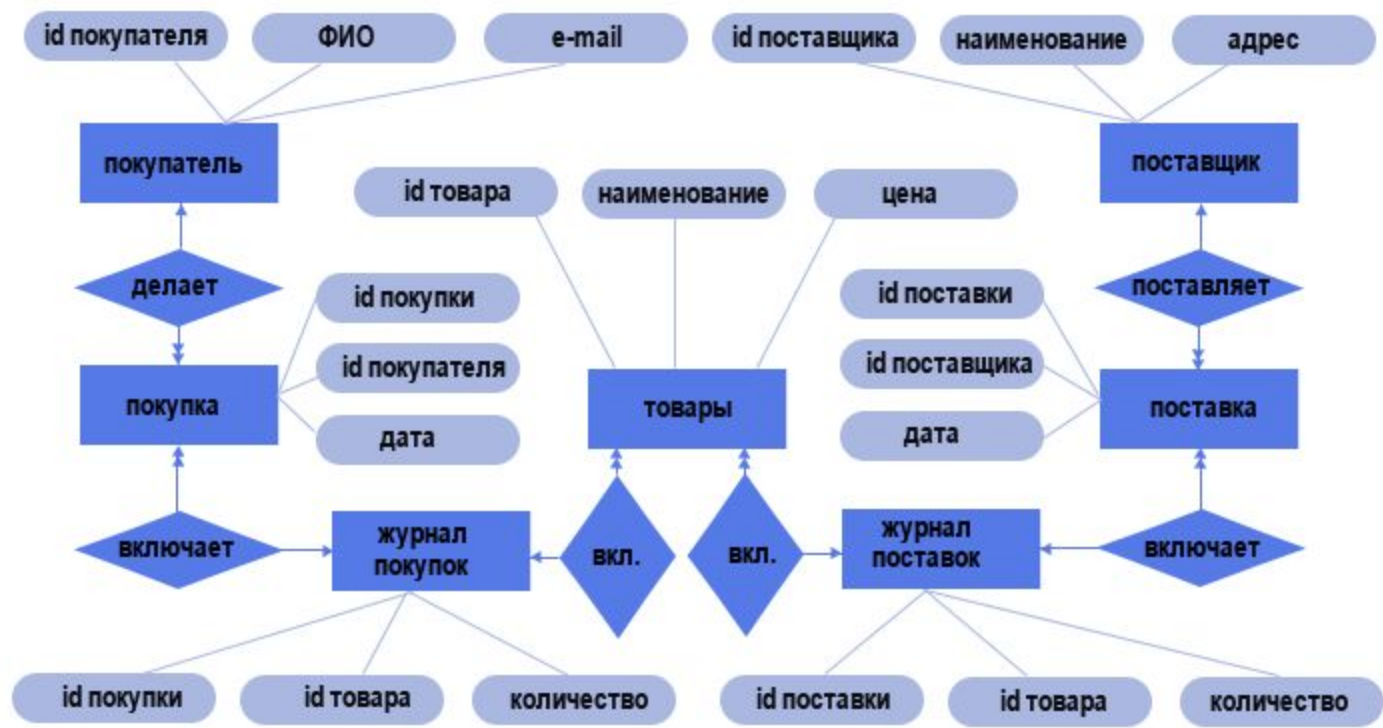 id покупателя
ФИО
e-mail
id поставщика
наименование
адрес
покупатель
поставщик
id товара
наименование
цена
делает
поставляет
id покупки
id поставки
id покупателя
id поставщика
покупка
товары
поставка
дата
дата
включает
журнал
покупок
вкл.
вкл.
журнал
поставок
включает
id покупки
id товара
количество
id поставки
id товара
количество